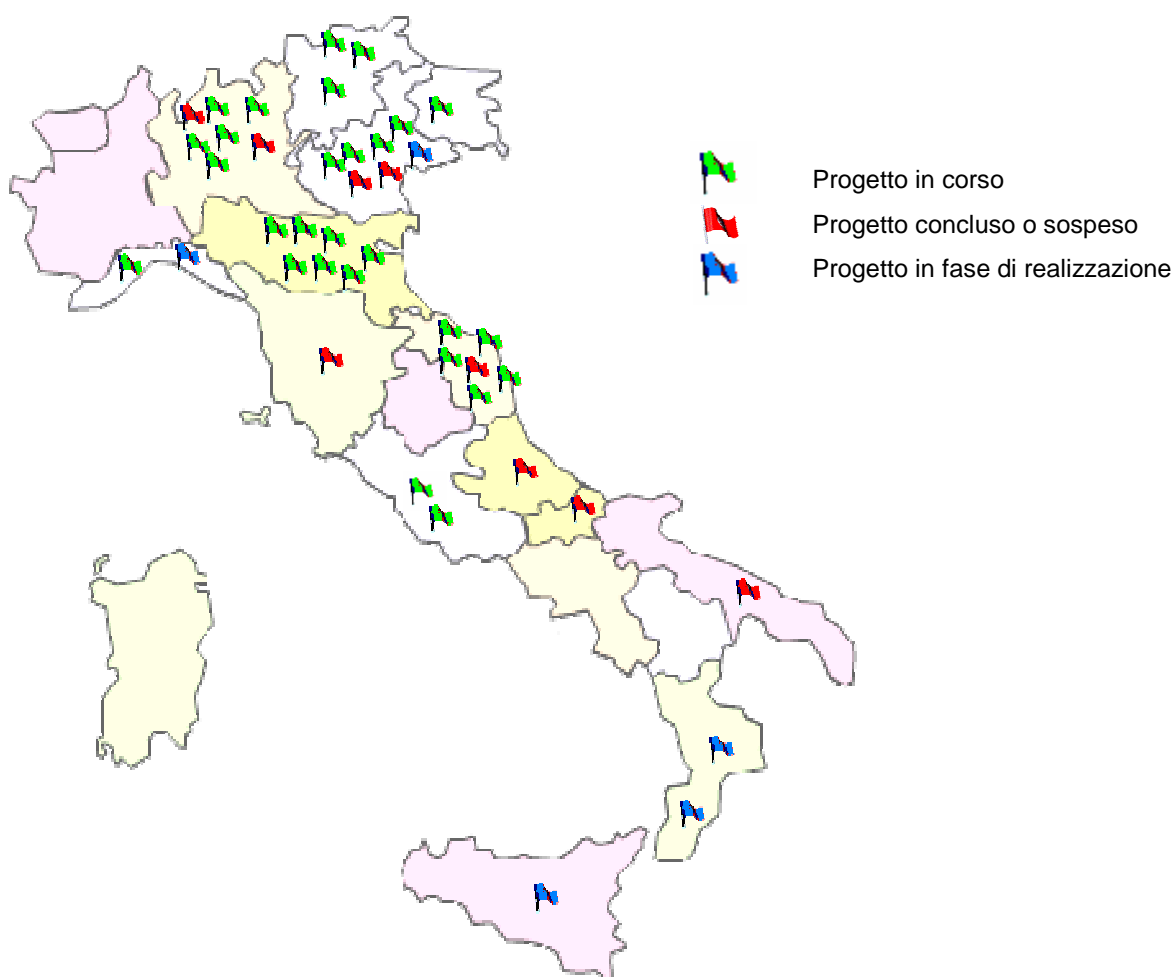 Progetto in corso
Progetto concluso o sospeso
Progetto in fase di realizzazione